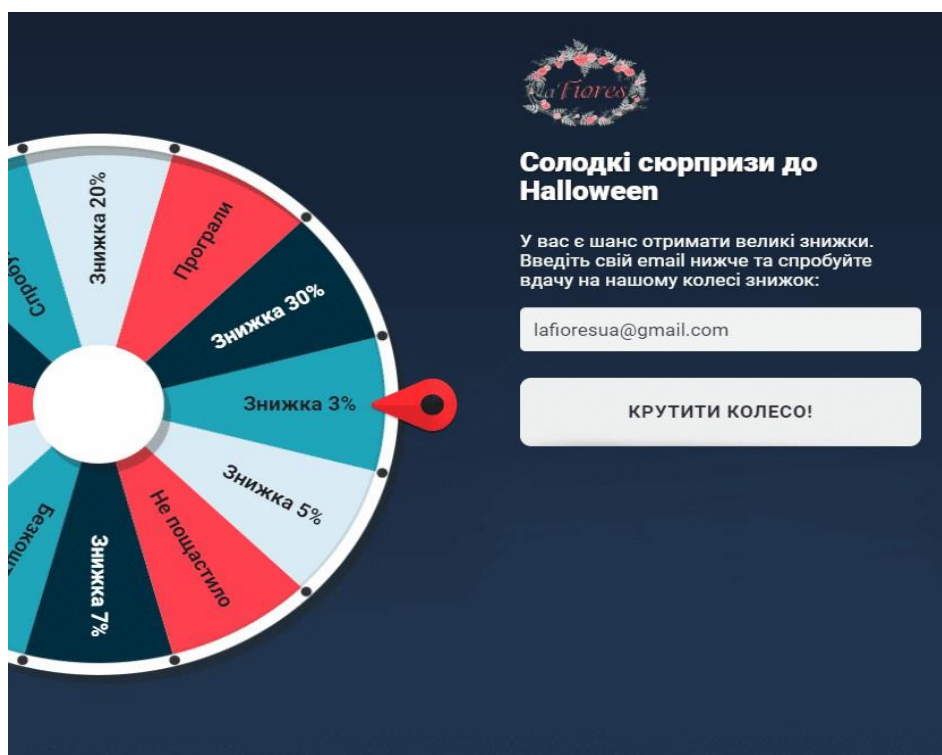 la Fiores
Солодкі сюрпризи до
Halloween
У вас є шанс отримати великі знижки.
Введіть свій email нижче та спробуйте
вдачу на нашому колесі знижок:
lafioresua@gmail.com
КРУТИТИ КОЛЕСО!
Знижка 20%
Програли
Знижка 30%
Знижка 3%
Знижка 5%
Не пощастило
Знижка 7%